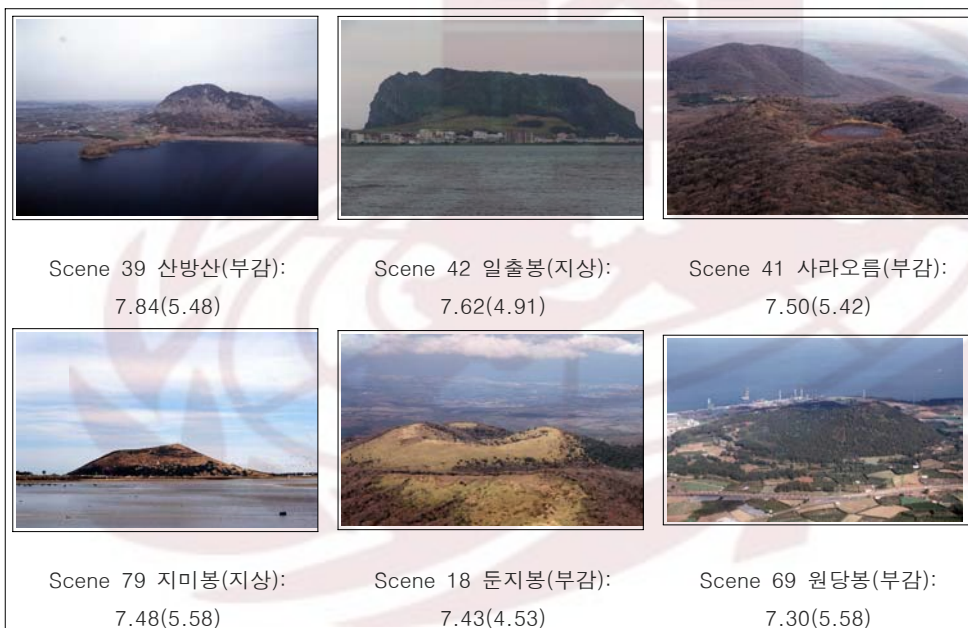 Scene 39 산방산(부감):
7.84(5.48)
Scene 42 일출봉(지상):
7.62(4.91)
Scene 41 사라오름(부감):
7.50(5.42)
Scene 79 지미봉(지상):
7.48(5.58)
Scene 18 둔지봉(부감):
7.43(4.53)
Scene 69 원당봉(부감):
7.30(5.58)